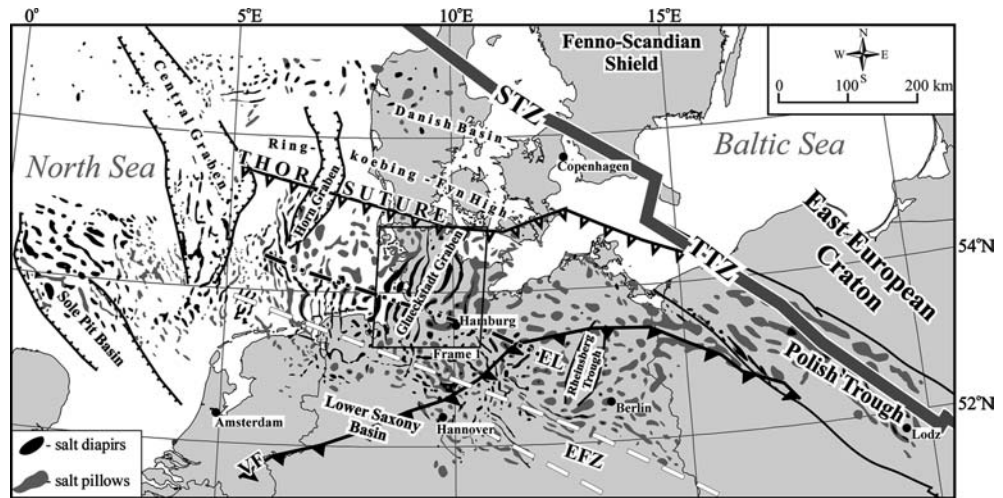 0°
5°E
10°E
15°E
Fenno-Scandian
Shield
N
W E
S
0 100 200 km
Central Graben
STZ
Danish Basin
North Sea
Baltic Sea
Ring-
koebing - Fyn High
Copenhagen
THOR SUTURE
Horn Graben
East European
Craton
54°N
TTZ
Glueckstadt Graben
Sole Pit Basin
Hamburg
Frame 1
EL
Rheinsberg
Trough
Polish Trough
Amsterdam
Lower Saxony
Basin
Hannover
Berlin
52°N
Lodz
EFZ
VF
- salt diapirs
- salt pillows